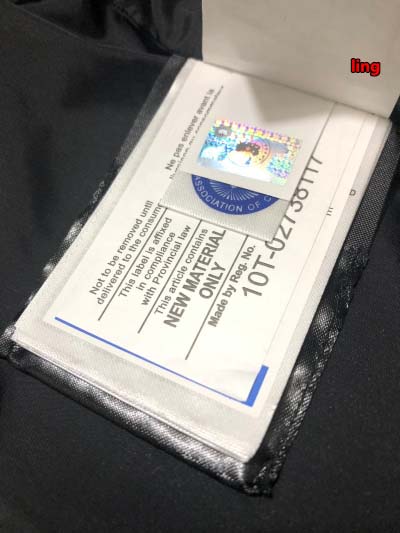 ling
Ne pas enlever avant la
ASSOCIATION OF C
Not to be removed until
delivered to the consume
This label is affixed
in compliance
with Provincial law
This article contains
NEW MATERIAL
ONLY
Made by Reg. No.
10T-02738117